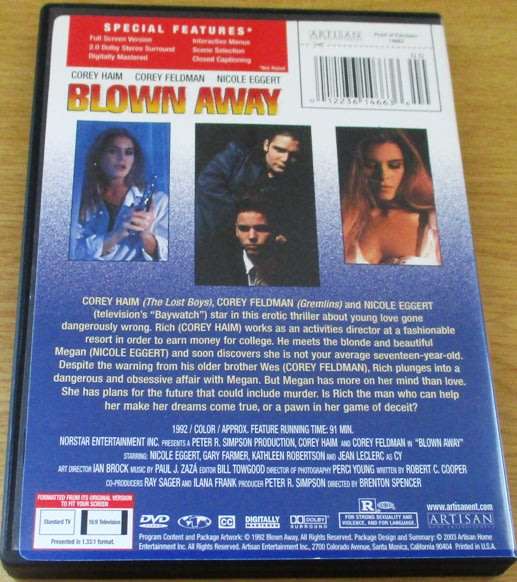 SPECIAL FEATURES*
Full Screen Version
2.0 Dolby Stereo Surround
Digitally Mastered
Interactive Menus
Scene Selection
Closed Captioning
*Not Rated
ARTISAN
HOME ENTERTAINMENT
Proof of Purchase
14663
0 12236 14663 6
COREY HAIM COREY FELDMAN NICOLE EGGERT
BLOWN AWAY
COREY HAIM (The Lost Boys), COREY FELDMAN (Gremlins) and NICOLE EGGERT
(television's "Baywatch") star in this erotic thriller about young love gone
dangerously wrong. Rich (COREY HAIM) works as an activities director at a fashionable
resort in order to earn money for college. He meets the blonde and beautiful
Megan (NICOLE EGGERT) and soon discovers she is not your average seventeen-year-old.
Despite the warning from his older brother Wes (COREY FELDMAN), Rich plunges into a
dangerous and obsessive affair with Megan. But Megan has more on her mind than love.
She has plans for the future that could include murder. Is Rich the man who can help
her make her dreams come true, or a pawn in her game of deceit?
1992 / COLOR / APPROX. FEATURE RUNNING TIME: 91 MIN.
NORSTAR ENTERTAINMENT INC. PRESENTS A PETER R. SIMPSON PRODUCTION, COREY HAIM AND COREY FELDMAN IN "BLOWN AWAY"
STARRING: NICOLE EGGERT, GARY FARMER, KATHLEEN ROBERTSON AND JEAN LECLERC AS CY
ART DIRECTOR IAN BROCK MUSIC BY PAUL J. ZAZÁ EDITOR BILL TOWGOOD DIRECTOR OF PHOTOGRAPHY PERCI YOUNG WRITTEN BY ROBERT C. COOPER
CO-PRODUCERS RAY SAGER AND ILANA FRANK PRODUCER PETER R. SIMPSON DIRECTED BY BRENTON SPENCER
FORMATTED FROM ITS ORIGINAL VERSION
TO FIT YOUR SCREEN
Standard TV
16/9 Television
Presented in 1.33:1 format.
DVD
VIDEO
CC
DIGITALLY
MASTERED
DOLBY
SURROUND
R RESTRICTED
FOR STRONG SEXUALITY AND
VIOLENCE, AND FOR LANGUAGE.
www.artisanent.com
ARTISAN
HOME ENTERTAINMENT
Program Content and Package Artwork: © 1992 Blown Away, All Rights Reserved. Package Design and Summary: © 2003 Artisan Home
Entertainment Inc. All Rights Reserved. Artisan Entertainment Inc., 2700 Colorado Avenue, Santa Monica, California 90404. Printed in U.S.A.